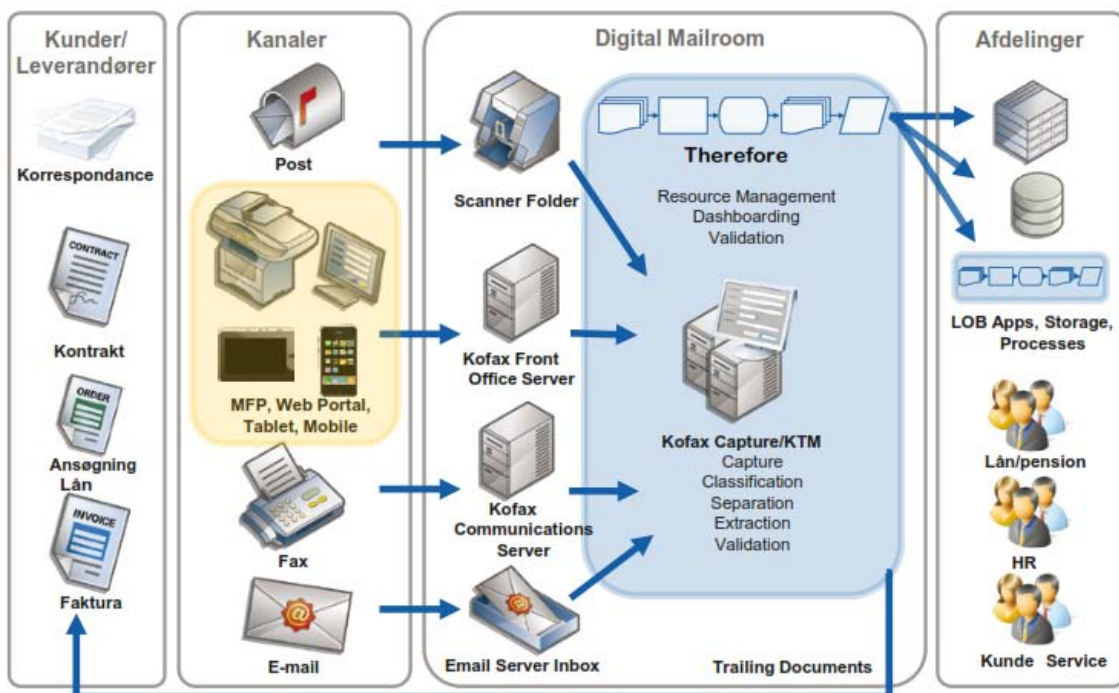 Kunder/
Leverandører
Korrespondance
CONTRACT
Kontrakt
ORDER
Ansøgning
Lån
INVOICE
Faktura
Kanaler
Post
MFP, Web Portal,
Tablet, Mobile
Fax
@
E-mail
Digital Mailroom
Scanner Folder
Kofax Front
Office Server
Kofax
Communications
Server
@
Email Server Inbox
Therefore
Resource Management
Dashboarding
Validation
Kofax Capture/KTM
Capture
Classification
Separation
Extraction
Validation
Trailing Documents
Afdelinger
LOB Apps, Storage,
Processes
Lån/pension
HR
Kunde Service